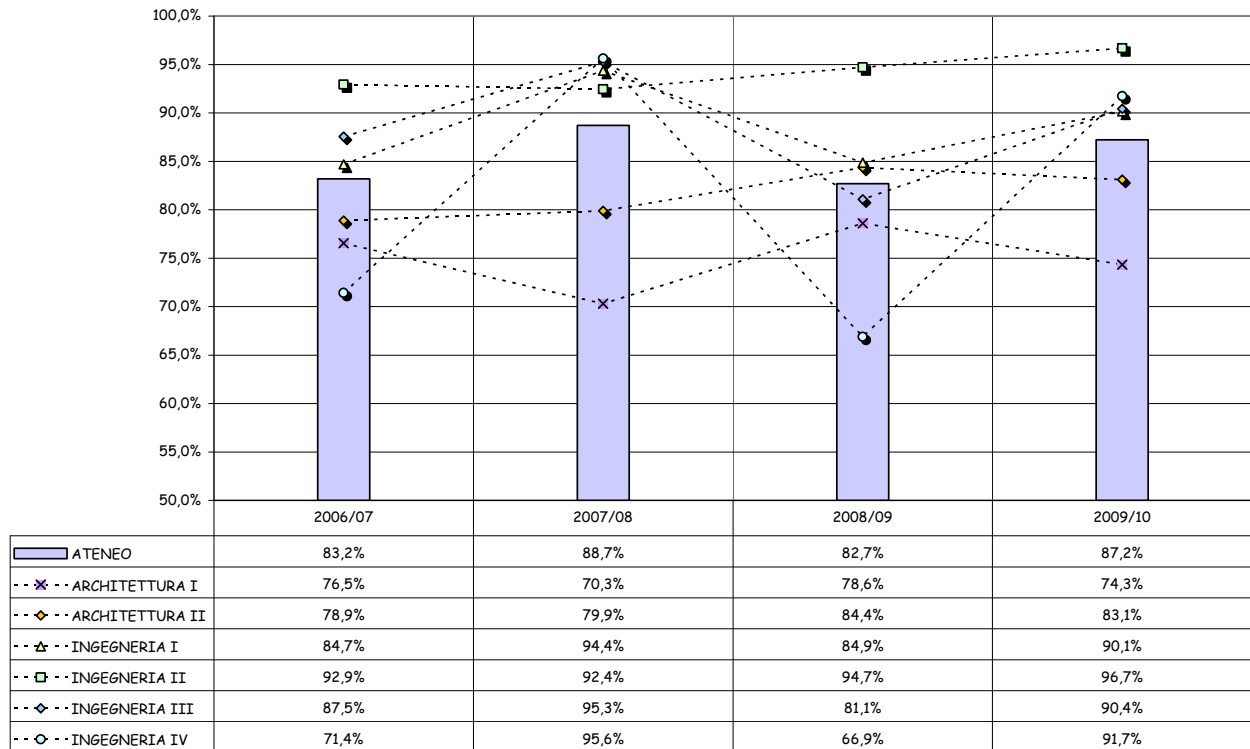 100,0%
95,0%
90,0%
85,0%
80,0%
75,0%
70,0%
65,0%
60,0%
55,0%
50,0%
2006/07 2007/08 2008/09 2009/10
ATENEO 83,2% 88,7% 82,7% 87,2%
ARCHITETTURA I 76,5% 70,3% 78,6% 74,3%
ARCHITETTURA II 78,9% 79,9% 84,4% 83,1%
INGEGNERIA I 84,7% 94,4% 84,9% 90,1%
INGEGNERIA II 92,9% 92,4% 94,7% 96,7%
INGEGNERIA III 87,5% 95,3% 81,1% 90,4%
INGEGNERIA IV 71,4% 95,6% 66,9% 91,7%